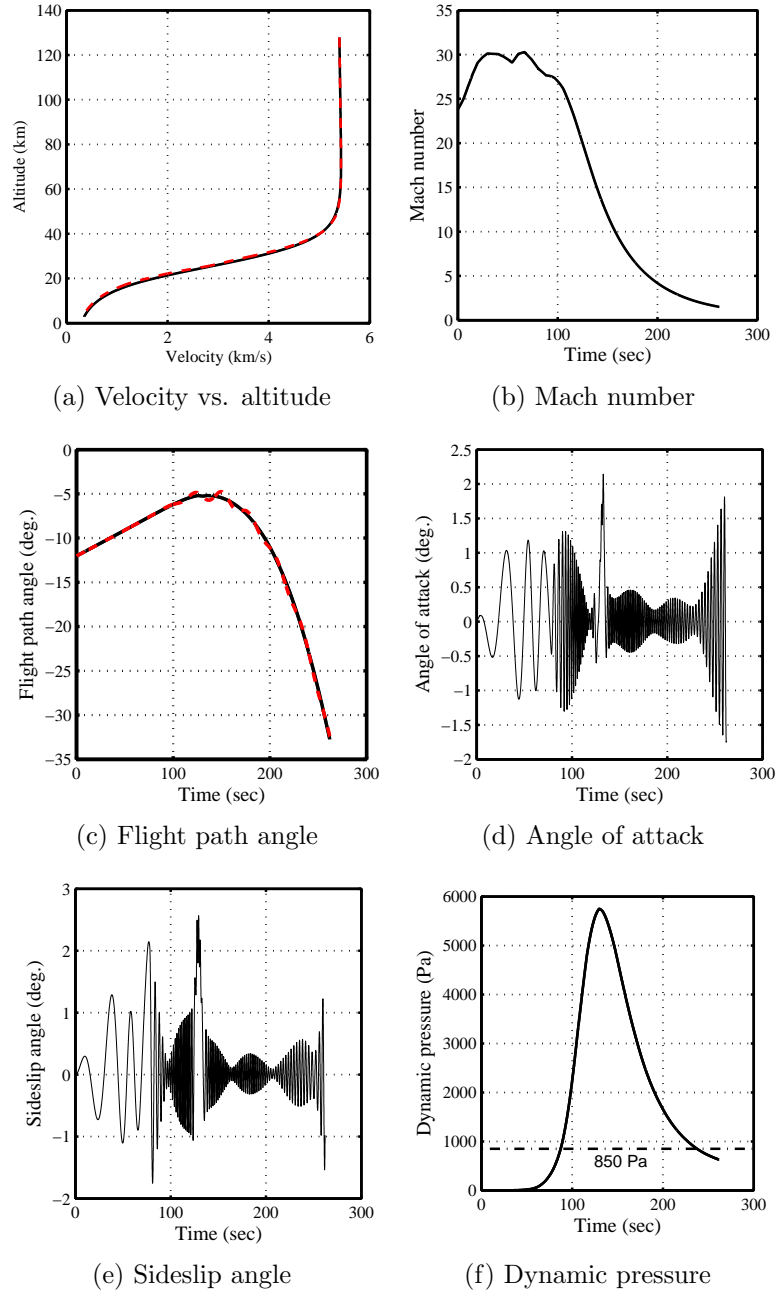 140
120
100
80
60
40
20
0
0 2 4 6
Altitude (km)
Velocity (km/s)
(a) Velocity vs. altitude
35
30
25
20
15
10
5
0
0 100 200 300
Mach number
Time (sec)
(b) Mach number
0
−5
−10
−15
−20
−25
−30
−35
0 100 200 300
Flight path angle (deg.)
Time (sec)
(c) Flight path angle
2.5
2
1.5
1
0.5
0
−0.5
−1
−1.5
−2
0 100 200 300
Angle of attack (deg.)
Time (sec)
(d) Angle of attack
3
2
1
0
−1
−2
0 100 200 300
Sideslip angle (deg.)
Time (sec)
(e) Sideslip angle
6000
5000
4000
3000
2000
1000
0
0 100 200 300
Dynamic pressure (Pa)
850 Pa
Time (sec)
(f) Dynamic pressure